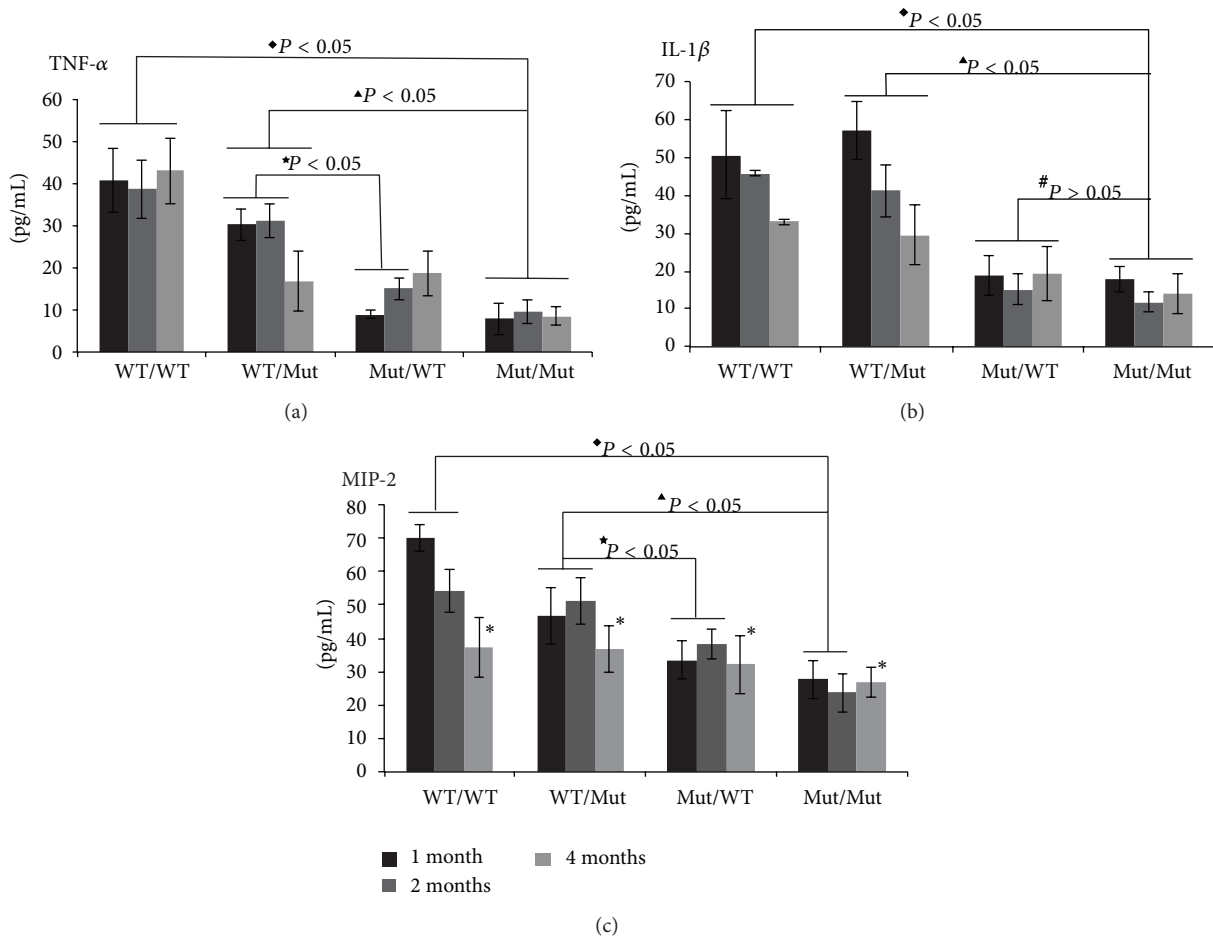 TNF-α
◆P < 0.05
▲P < 0.05
★P < 0.05
(pg/mL)
60
50
40
30
20
10
0
WT/WT WT/Mut Mut/WT Mut/Mut
(a)
IL-1β
◆P < 0.05
▲P < 0.05
#P > 0.05
(pg/mL)
70
60
50
40
30
20
10
0
WT/WT WT/Mut Mut/WT Mut/Mut
(b)
MIP-2
◆P < 0.05
▲P < 0.05
★P < 0.05
(pg/mL)
80
70
60
50
40
30
20
10
0
* * * *
WT/WT WT/Mut Mut/WT Mut/Mut
1 month 4 months
2 months
(c)